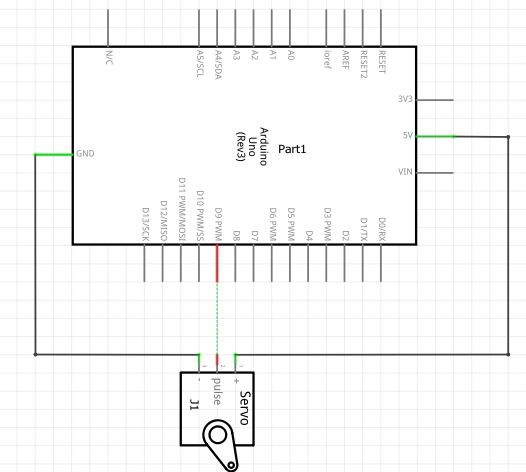 N/C
A5/SCL
A4/SDA
A3
A2
A1
A0
ioref
AREF
RESET2
RESET
3V3
5V
VIN
GND
Arduino
Uno
(Rev3)
Part1
D13/SCK
D12/MISO
D11 PWM/MOSI
D10 PWM/SS
D9 PWM
D8
D7
D6 PWM
D5 PWM
D4
D3 PWM
D2
D1/TX
D0/RX
-
pulse
+
J1
Servo